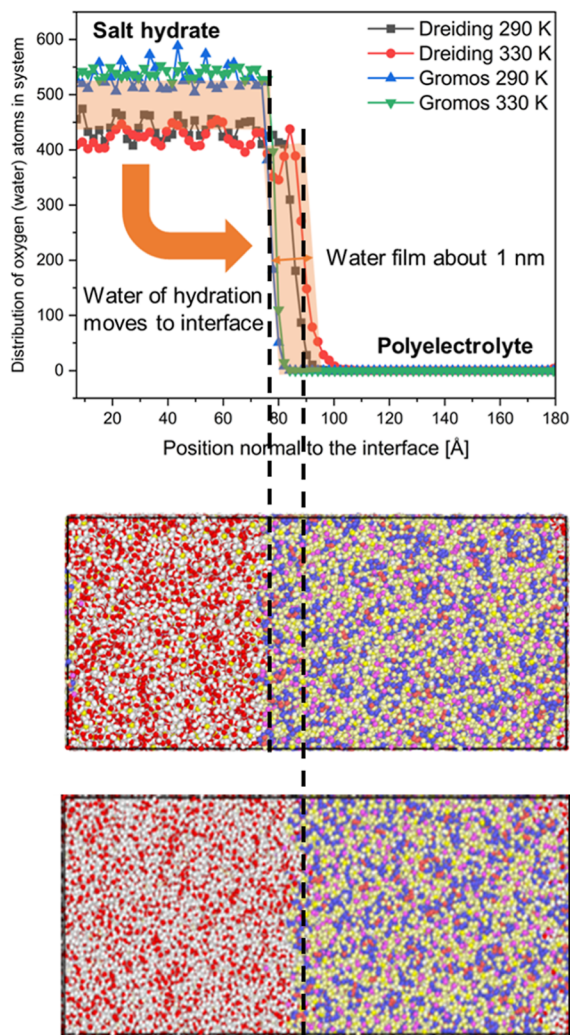 Salt hydrate
Dreiding 290 K
Dreiding 330 K
Gromos 290 K
Gromos 330 K
Distribution of oxygen (water) atoms in system
600
500
400
300
200
100
0
Water film about 1 nm
Water of hydration
moves to interface
Polyelectrolyte
20
40
60
80
100
120
140
160
180
Position normal to the interface [Å]